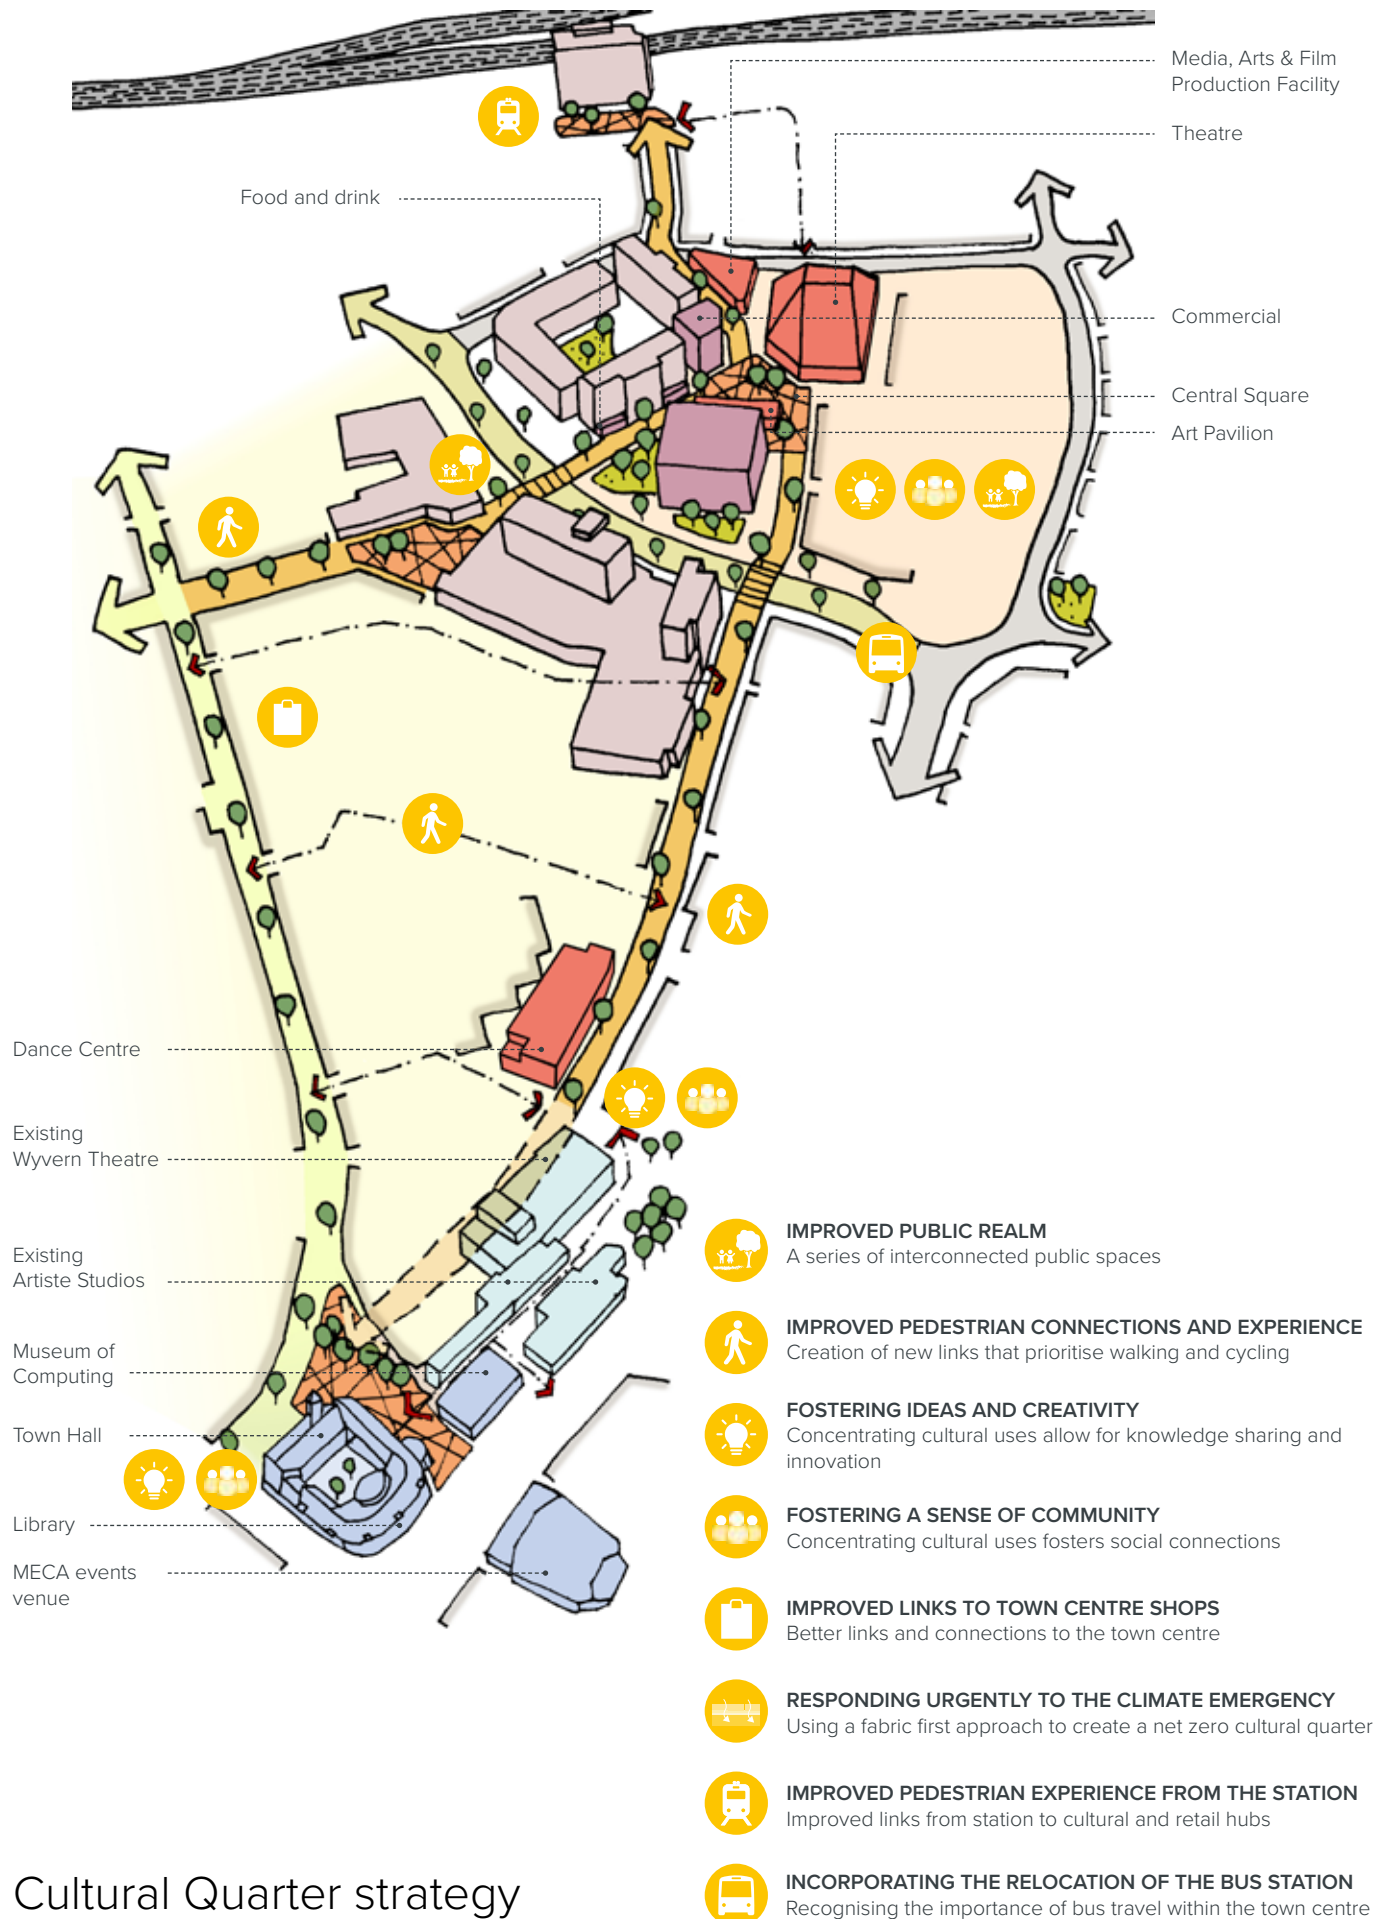 Media, Arts & Film
Production Facility
Theatre
Food and drink
Commercial
Central Square
Art Pavilion
Dance Centre
Existing
Wyvern Theatre
Existing
Artiste Studios
Museum of
Computing
Town Hall
Library
MECA events
venue
IMPROVED PUBLIC REALM
A series of interconnected public spaces
IMPROVED PEDESTRIAN CONNECTIONS AND EXPERIENCE
Creation of new links that prioritise walking and cycling
FOSTERING IDEAS AND CREATIVITY
Concentrating cultural uses allow for knowledge sharing and
innovation
FOSTERING A SENSE OF COMMUNITY
Concentrating cultural uses fosters social connections
IMPROVED LINKS TO TOWN CENTRE SHOPS
Better links and connections to the town centre
RESPONDING URGENTLY TO THE CLIMATE EMERGENCY
Using a fabric first approach to create a net zero cultural quarter
IMPROVED PEDESTRIAN EXPERIENCE FROM THE STATION
Improved links from station to cultural and retail hubs
INCORPORATING THE RELOCATION OF THE BUS STATION
Recognising the importance of bus travel within the town centre
Cultural Quarter strategy